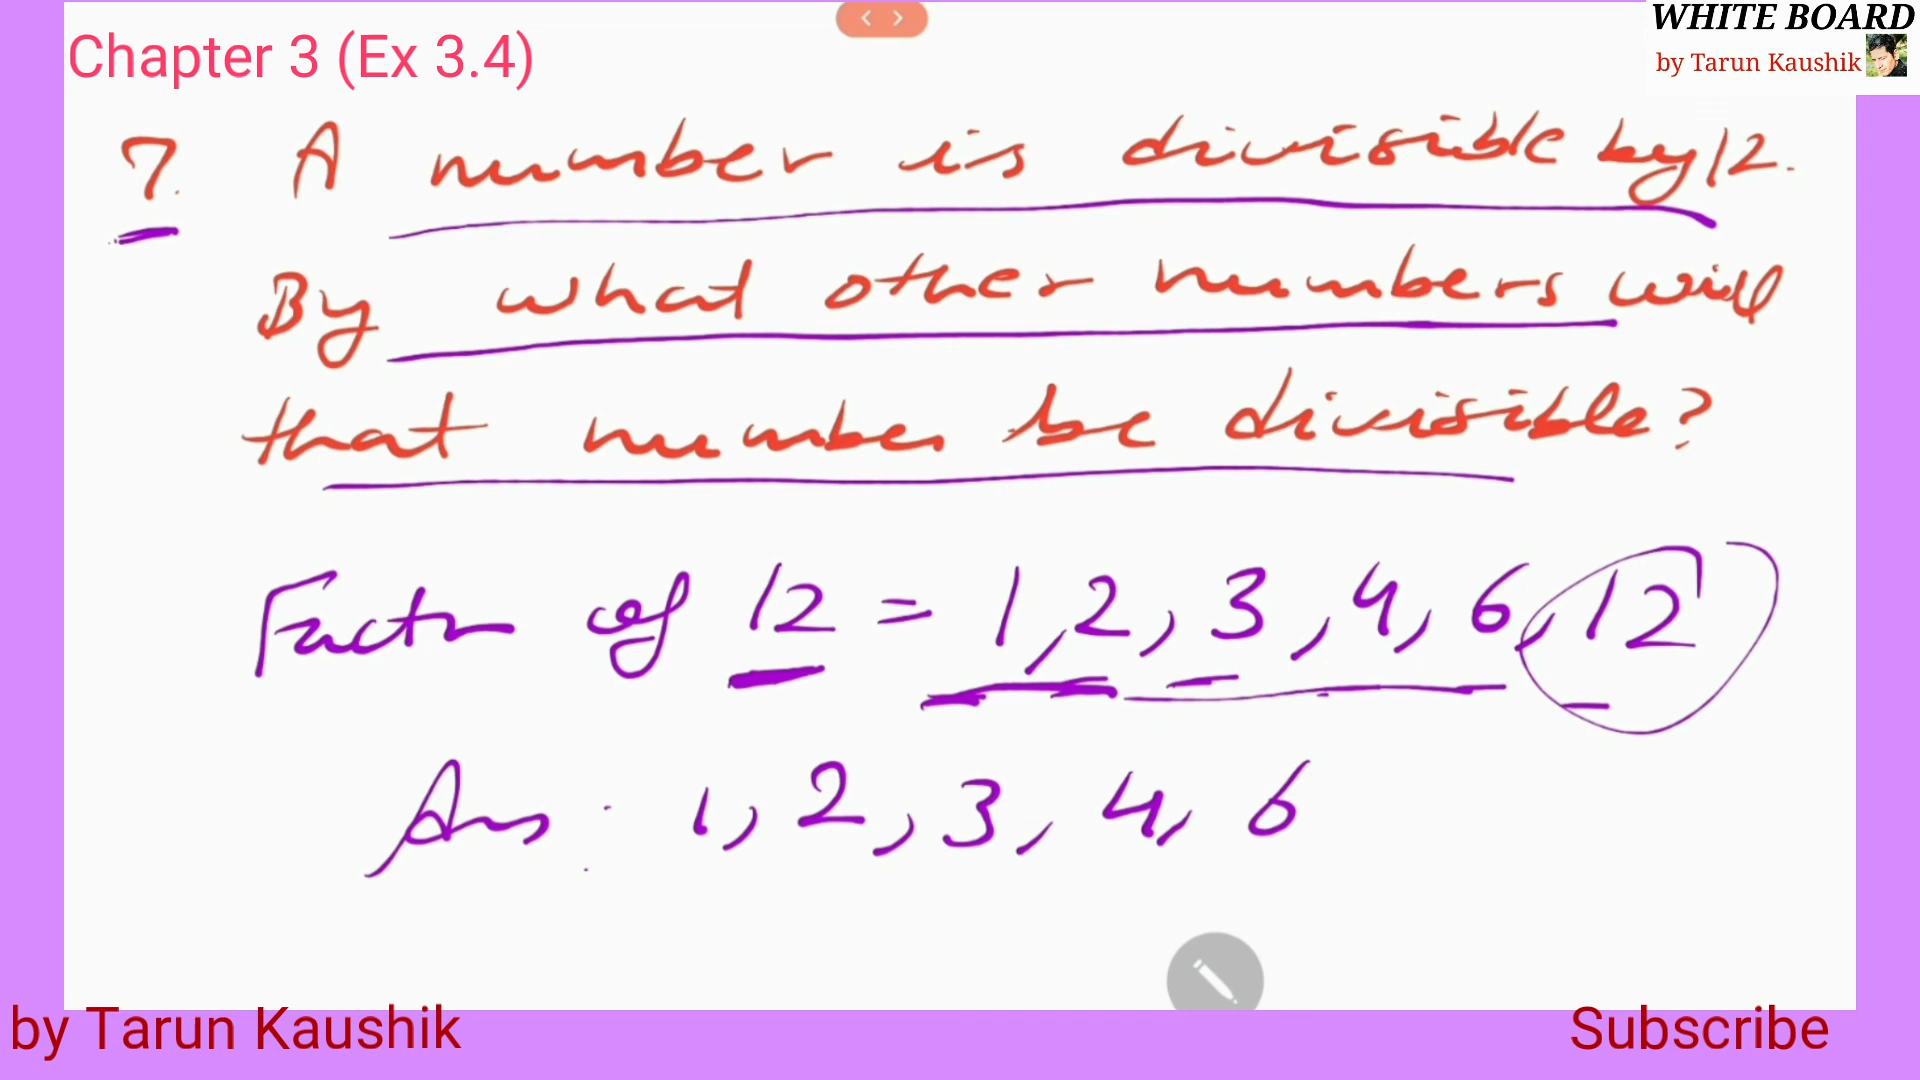 WHITE BOARD
by Tarun Kaushik
Chapter 3 (Ex 3.4)
7. A number is divisible by 12.
By what other numbers will
that number be divisible?
Factor of 12 = 1, 2, 3, 4, 6, 12
Ans: 1, 2, 3, 4, 6
by Tarun Kaushik
Subscribe